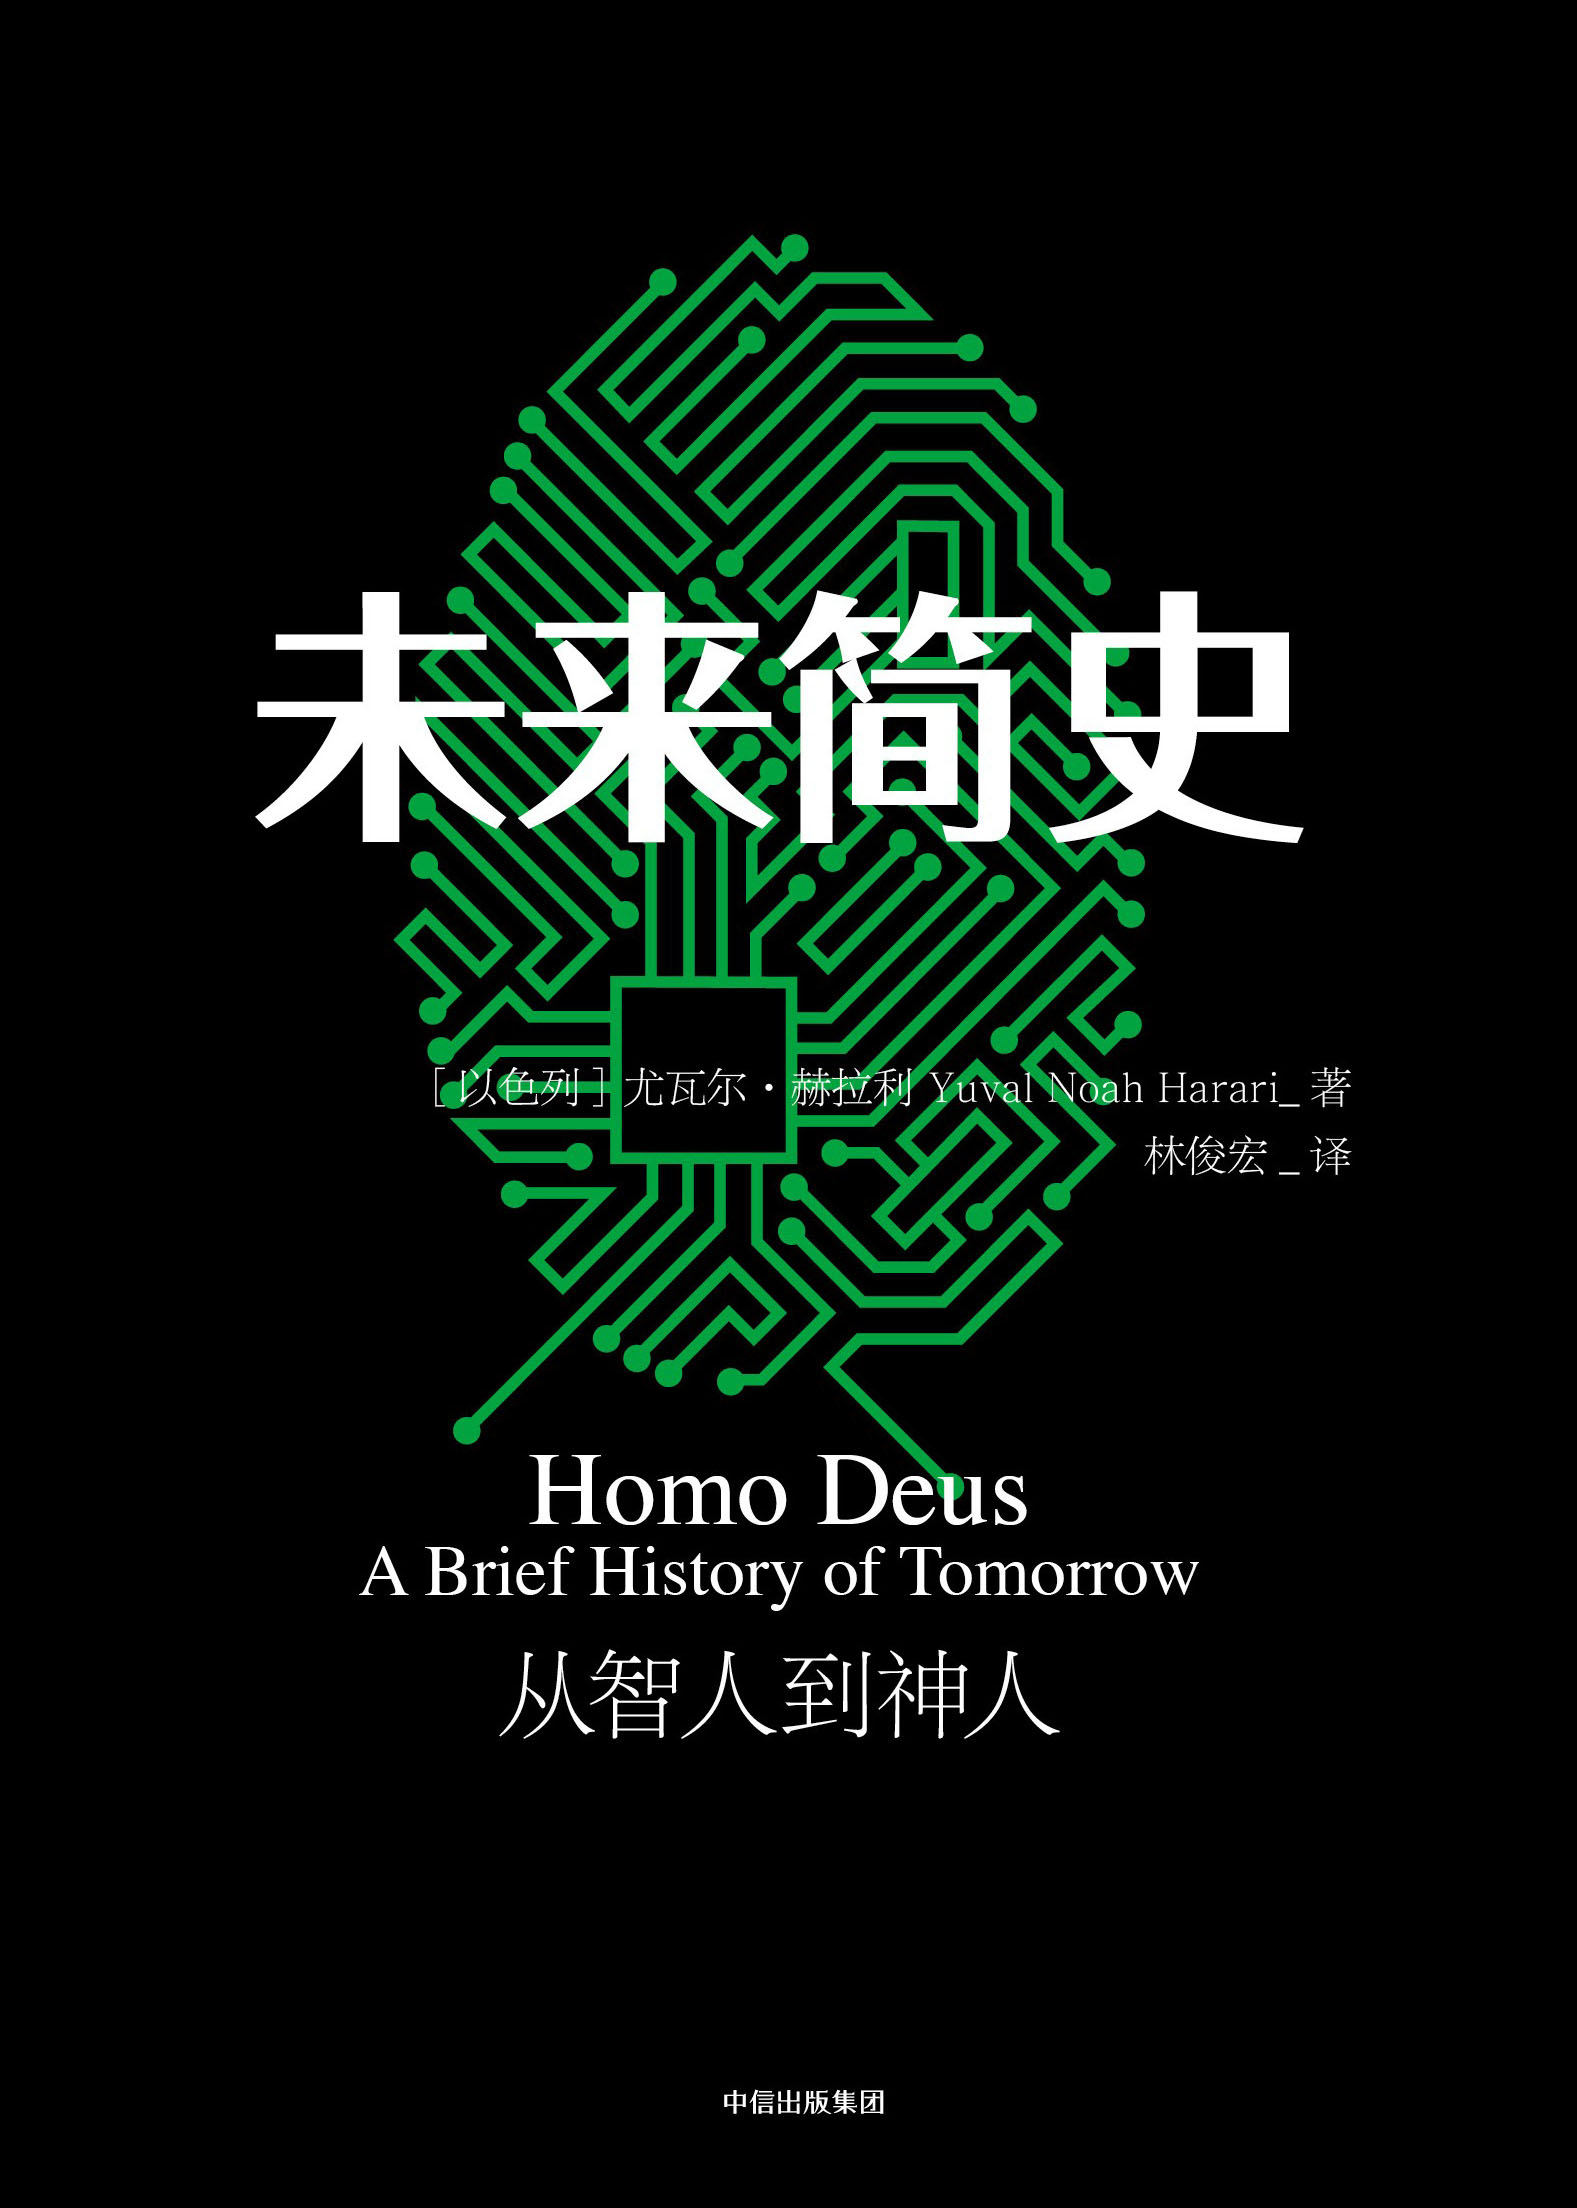 未来简史
［以色列］尤瓦尔·赫拉利 Yuval Noah Harari_ 著
林俊宏 _ 译
Homo Deus
A Brief History of Tomorrow
从智人到神人
中信出版集团